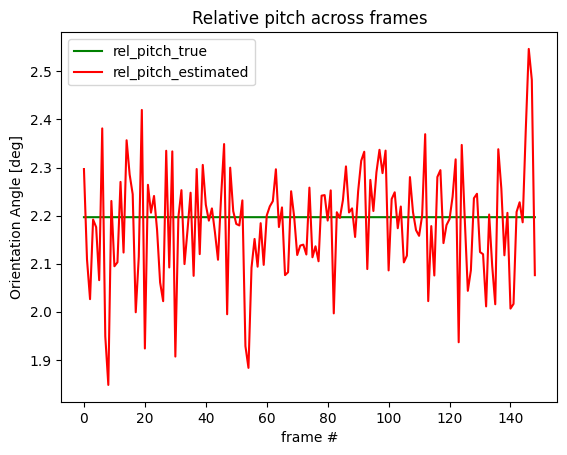 Relative pitch across frames
rel_pitch_true
rel_pitch_estimated
Orientation Angle [deg]
2.5
2.4
2.3
2.2
2.1
2.0
1.9
0 20 40 60 80 100 120 140
frame #